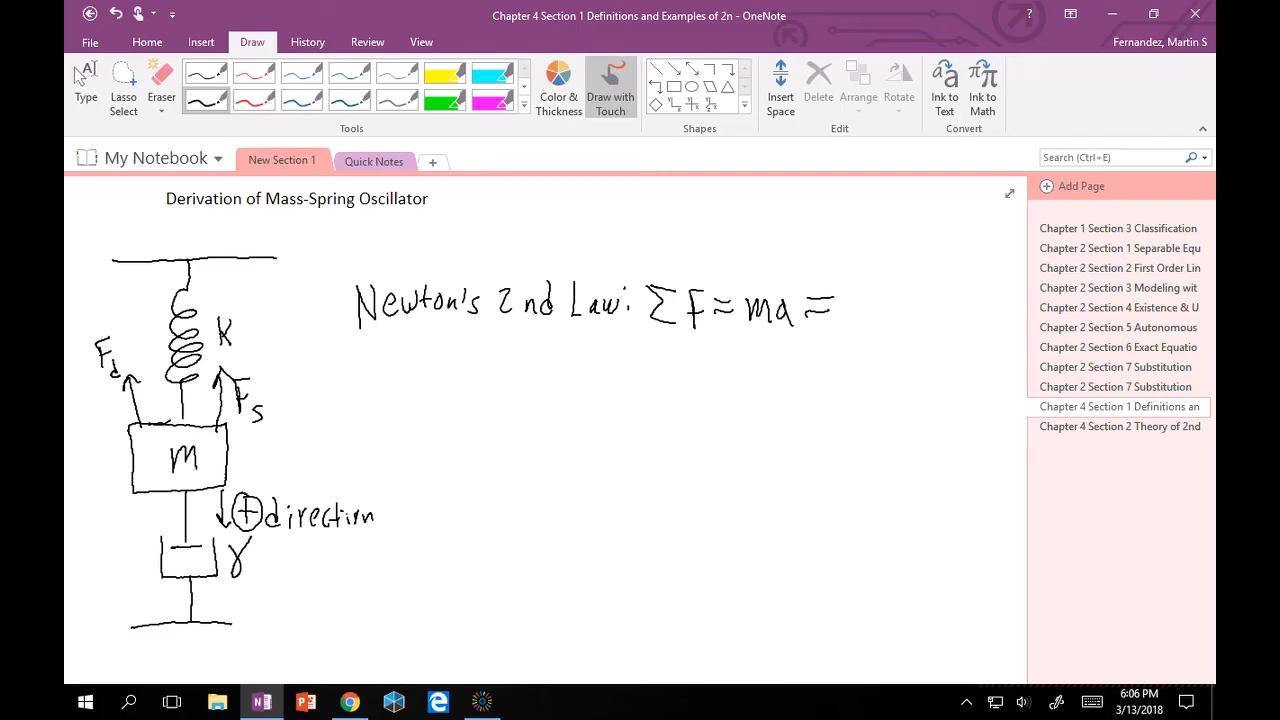 Chapter 4 Section 1 Definitions and Examples of 2n - OneNote
?
File Home Insert Draw History Review View
Fernandez, Martin S
Type
Lasso Select
Eraser
Color & Thickness
Draw with Touch
Insert Space
Delete
Arrange
Rotate
Ink to Text
Ink to Math
Tools
Shapes
Edit
Convert
My Notebook
New Section 1
Quick Notes
+
Search (Ctrl+E)
Derivation of Mass-Spring Oscillator
Add Page
Chapter 1 Section 3 Classification
Chapter 2 Section 1 Separable Equ
Chapter 2 Section 2 First Order Lin
Chapter 2 Section 3 Modeling wit
Chapter 2 Section 4 Existence & U
Chapter 2 Section 5 Autonomous
Chapter 2 Section 6 Exact Equatio
Chapter 2 Section 7 Substitution
Chapter 2 Section 7 Substitution
Chapter 4 Section 1 Definitions an
Chapter 4 Section 2 Theory of 2nd
Newton's 2nd Law: ΣF = ma =
K
Fd
Fs
m
+ direction
γ
6:06 PM
3/13/2018